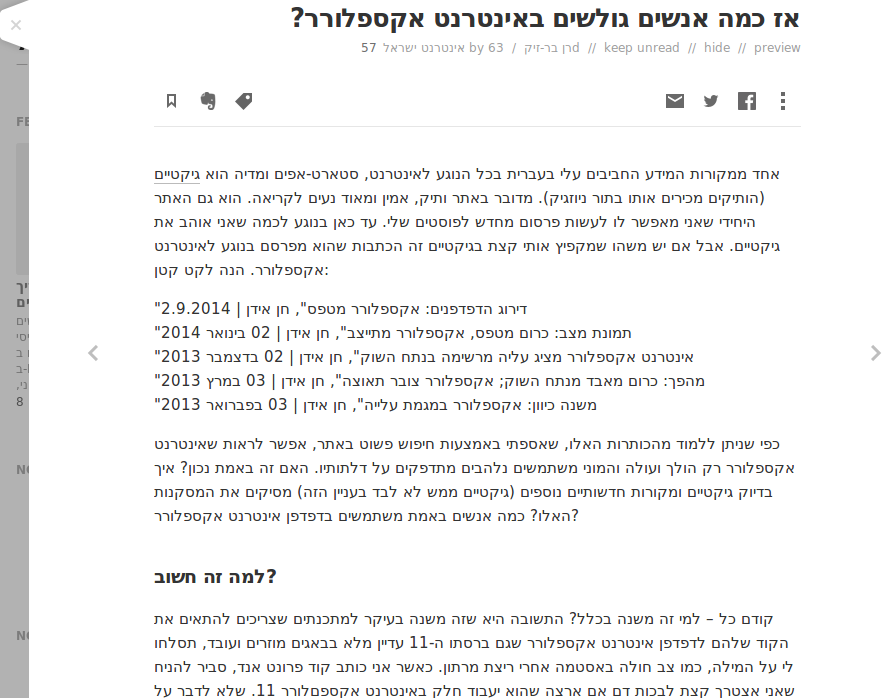 אז כמה אנשים גולשים באינטרנט אקספלורר?
57 אינטרנט ישראל by 63 / דרן בר-זיק // keep unread // hide // preview
אחד ממקורות המידע החביבים עלי בעברית בכל הנוגע לאינטרנט, סטארט-אפים ומדיה הוא גיקטיים
(הותיקים מכירים אותו בתור ניוזגיק). מדובר באתר ותיק, אמין ומאוד נעים לקריאה. הוא גם האתר
היחידי שאני מאפשר לו לעשות פרסום מחדש לפוסטים שלי. עד כאן בנוגע לכמה שאני אוהב את
גיקטיים. אבל אם יש משהו שמקפיץ אותי קצת בגיקטיים זה הכתבות שהוא מפרסם בנוגע לאינטרנט
אקספלורר. הנה לקט קטן:
"דירוג הדפדפנים: אקספלורר מטפס", חן אידן | 2.9.2014
"תמונת מצב: כרום מטפס, אקספלורר מתייצב", חן אידן | 02 בינואר 2014
"אינטרנט אקספלורר מציג עליה מרשימה בנתח השוק", חן אידן | 02 בדצמבר 2013
"מהפך: כרום מאבד מנתח השוק; אקספלורר צובר תאוצה", חן אידן | 03 במרץ 2013
"משנה כיוון: אקספלורר במגמת עלייה", חן אידן | 03 בפברואר 2013
כפי שניתן ללמוד מהכותרות האלו, שאספתי באמצעות חיפוש פשוט באתר, אפשר לראות שאינטרנט
אקספלורר רק הולך ועולה והמוני משתמשים נלהבים מתדפקים על דלתותיו. האם זה באמת נכון? איך
בדיוק גיקטיים ומקורות חדשותיים נוספים (גיקטיים ממש לא לבד בעניין הזה) מסיקים את המסקנות
האלו? כמה אנשים באמת משתמשים בדפדפן אינטרנט אקספלורר?
למה זה חשוב?
קודם כל – למי זה משנה בכלל? התשובה היא שזה משנה בעיקר למתכנתים שצריכים להתאים את
הקוד שלהם לדפדפן אינטרנט אקספלורר שגם ברסתו ה-11 עדיין מלא בבאגים מוזרים ועובד, תסלחו
לי על המילה, כמו צב חולה באסטמה אחרי ריצת מרתון. כאשר אני כותב קוד פרונט אנד, סביר להניח
שאני אצטרך קצת לבכות דם אם ארצה שהוא יעבוד חלק באינטרנט אקספםלורר 11. שלא לדבר על
8